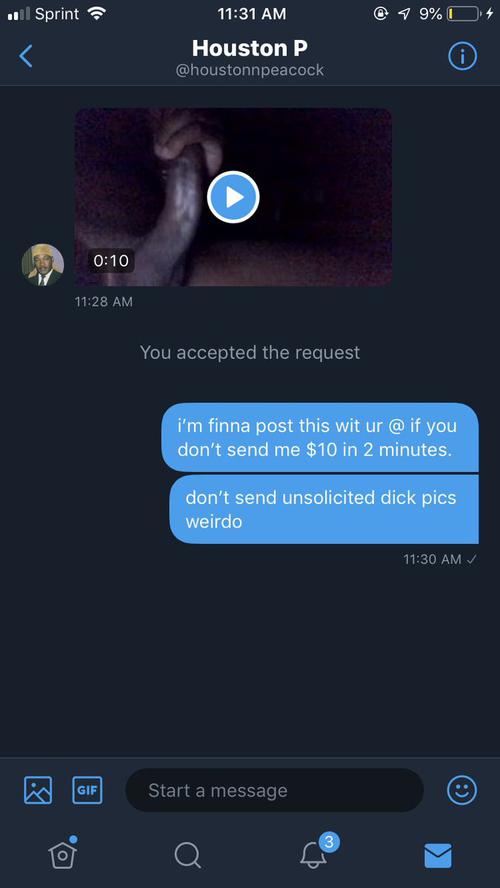 Sprint 11:31 AM 9%
Houston P
@houstonnpeacock
0:10
11:28 AM
You accepted the request
i'm finna post this wit ur @ if you
don't send me $10 in 2 minutes.
don't send unsolicited dick pics
weirdo
11:30 AM
GIF Start a message
3